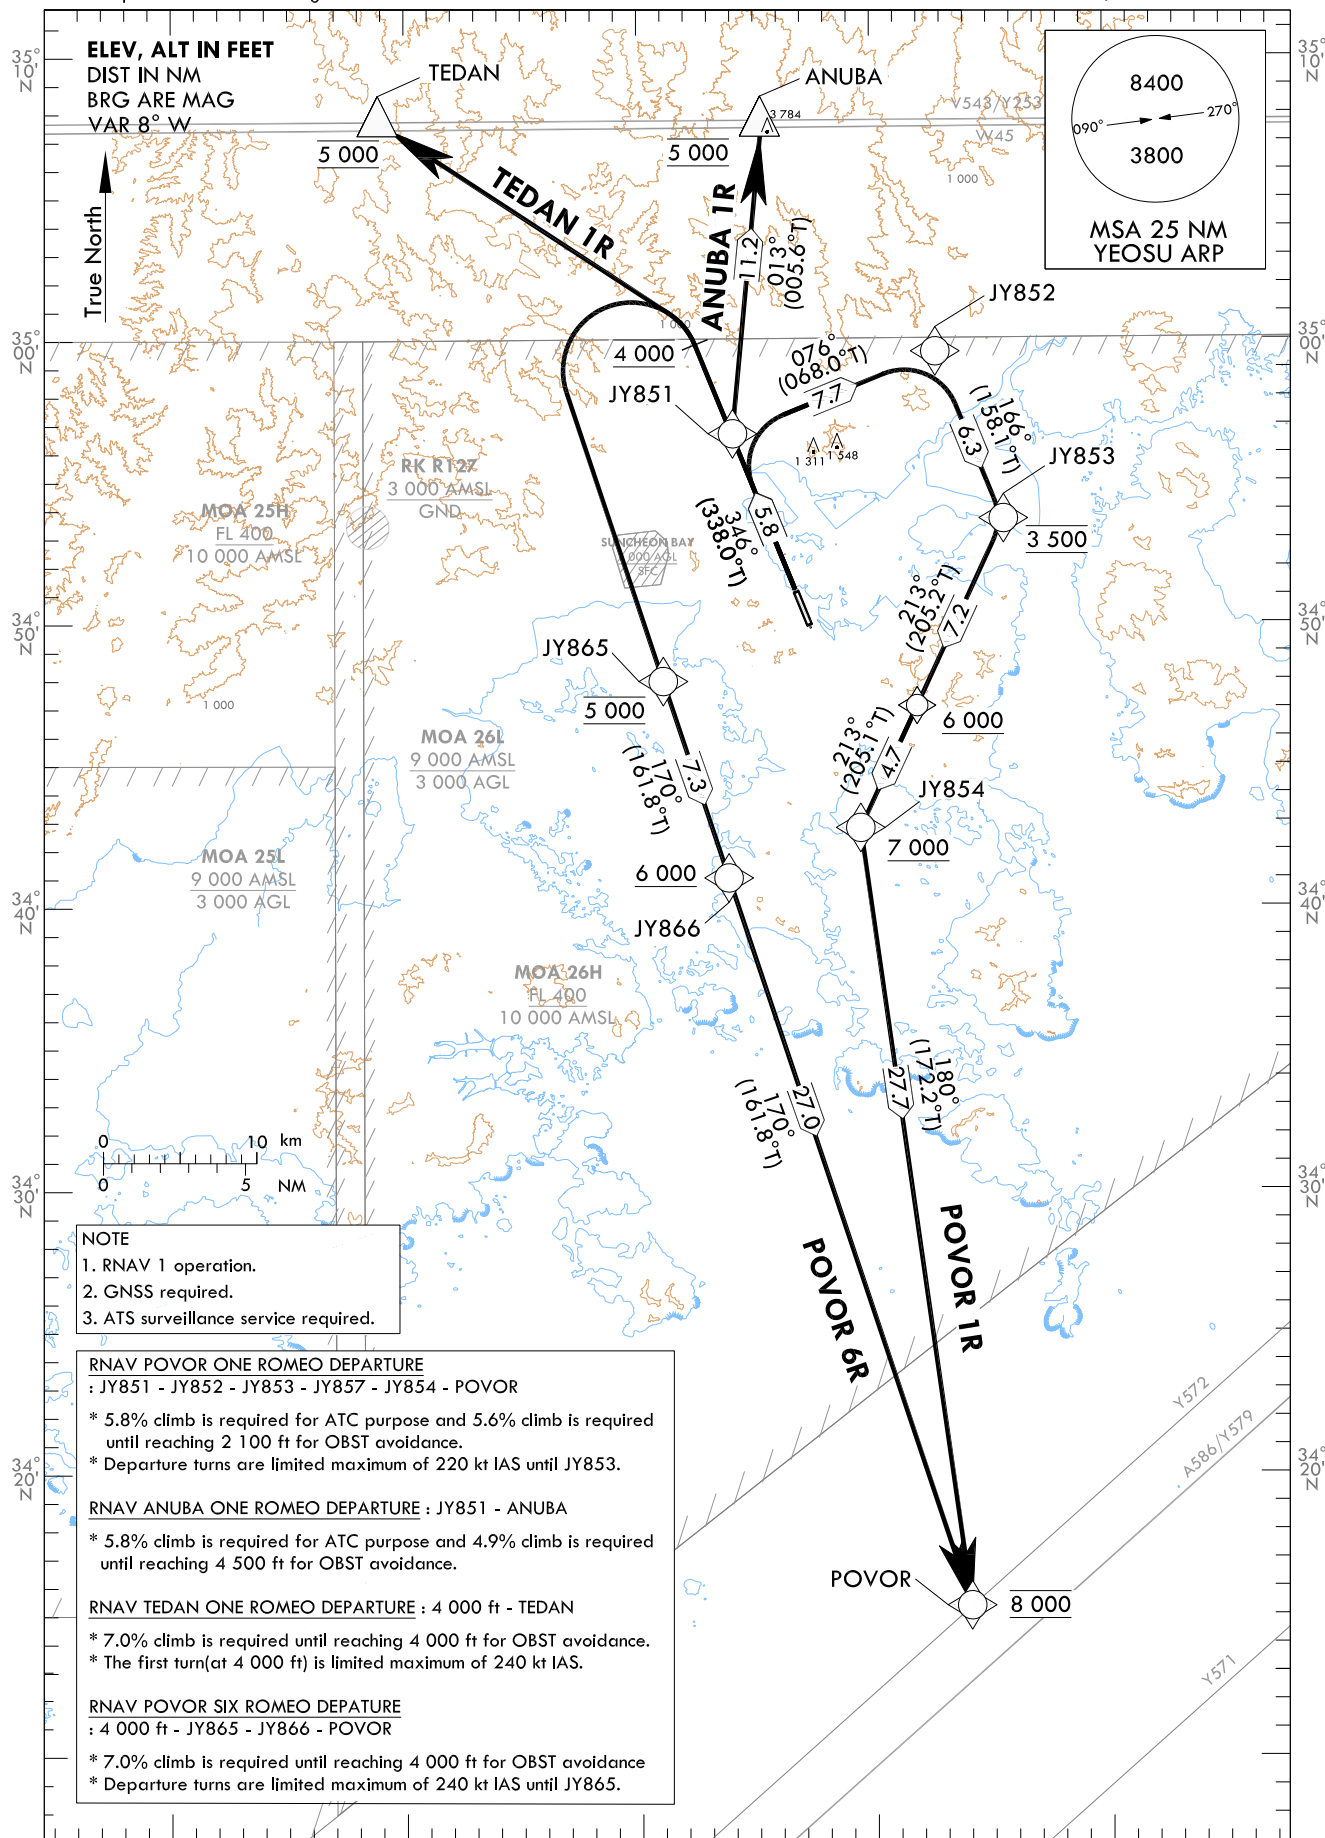 ELEV, ALT IN FEET
DIST IN NM
BRG ARE MAG
VAR 8° W
True North
TEDAN
5 000
TEDAN 1R
ANUBA
3 784
5 000
ANUBA 1R
11.2
013°
(005.6°T)
V543/Y253
W45
1 000
8400
090°
270°
3800
MSA 25 NM
YEOSU ARP
35° 10' N
35° 10' N
35° 00' N
35° 00' N
34° 50' N
34° 50' N
34° 40' N
34° 40' N
34° 30' N
34° 30' N
34° 20' N
34° 20' N
JY852
4 000
JY851
076°
(068.0°T)
7.7
166°
(158.1°T)
6.3
JY853
3 500
1 311
1 548
5.8
346°
(338.0°T)
RK R127
3 000 AMSL
GND
MOA 25H
FL 400
10 000 AMSL
SUNCHEON BAY
000 AGL
SFC
213°
(205.2°T)
7.2
6 000
JY865
5 000
1 000
MOA 26L
9 000 AMSL
3 000 AGL
7.3
170°
(161.8°T)
213°
(205.1°T)
4.7
JY854
7 000
MOA 25L
9 000 AMSL
3 000 AGL
6 000
JY866
MOA 26H
FL 400
10 000 AMSL
27.0
170°
(161.8°T)
27.7
180°
(172.2°T)
0 10 km
0 5 NM
POVOR 6R
POVOR 1R
NOTE
1. RNAV 1 operation.
2. GNSS required.
3. ATS surveillance service required.
RNAV POVOR ONE ROMEO DEPARTURE
: JY851 - JY852 - JY853 - JY857 - JY854 - POVOR
* 5.8% climb is required for ATC purpose and 5.6% climb is required
until reaching 2 100 ft for OBST avoidance.
* Departure turns are limited maximum of 220 kt IAS until JY853.
RNAV ANUBA ONE ROMEO DEPARTURE : JY851 - ANUBA
* 5.8% climb is required for ATC purpose and 4.9% climb is required
until reaching 4 500 ft for OBST avoidance.
RNAV TEDAN ONE ROMEO DEPARTURE : 4 000 ft - TEDAN
* 7.0% climb is required until reaching 4 000 ft for OBST avoidance.
* The first turn(at 4 000 ft) is limited maximum of 240 kt IAS.
RNAV POVOR SIX ROMEO DEPATURE
: 4 000 ft - JY865 - JY866 - POVOR
* 7.0% climb is required until reaching 4 000 ft for OBST avoidance
* Departure turns are limited maximum of 240 kt IAS until JY865.
Y572
A586/Y579
Y571
POVOR
8 000